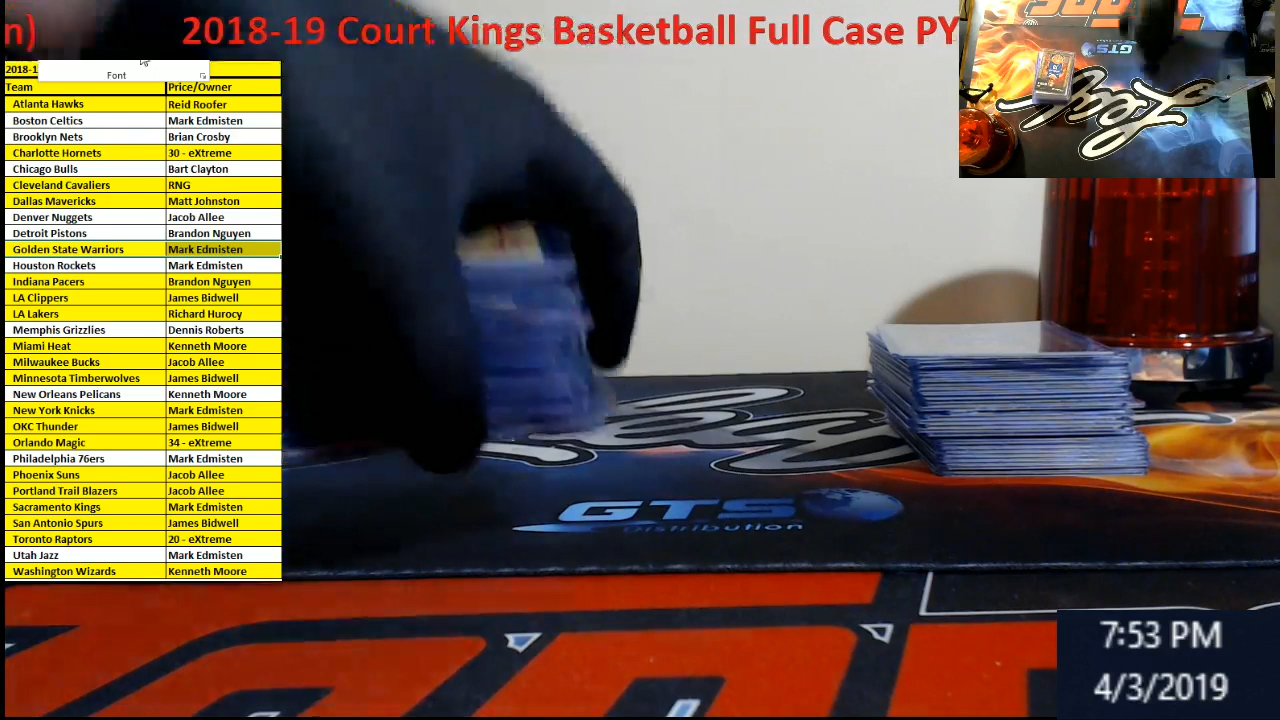 n) 2018-19 Court Kings Basketball Full Case PY
2018-1
Font
Team Price/Owner
Atlanta Hawks Reid Roofer
Boston Celtics Mark Edmisten
Brooklyn Nets Brian Crosby
Charlotte Hornets 30 - eXtreme
Chicago Bulls Bart Clayton
Cleveland Cavaliers RNG
Dallas Mavericks Matt Johnston
Denver Nuggets Jacob Allee
Detroit Pistons Brandon Nguyen
Golden State Warriors Mark Edmisten
Houston Rockets Mark Edmisten
Indiana Pacers Brandon Nguyen
LA Clippers James Bidwell
LA Lakers Richard Hurocy
Memphis Grizzlies Dennis Roberts
Miami Heat Kenneth Moore
Milwaukee Bucks Jacob Allee
Minnesota Timberwolves James Bidwell
New Orleans Pelicans Kenneth Moore
New York Knicks Mark Edmisten
OKC Thunder James Bidwell
Orlando Magic 34 - eXtreme
Philadelphia 76ers Mark Edmisten
Phoenix Suns Jacob Allee
Portland Trail Blazers Jacob Allee
Sacramento Kings Mark Edmisten
San Antonio Spurs James Bidwell
Toronto Raptors 20 - eXtreme
Utah Jazz Mark Edmisten
Washington Wizards Kenneth Moore
GTS
Distribution
GTS
Leaf
7:53 PM
4/3/2019